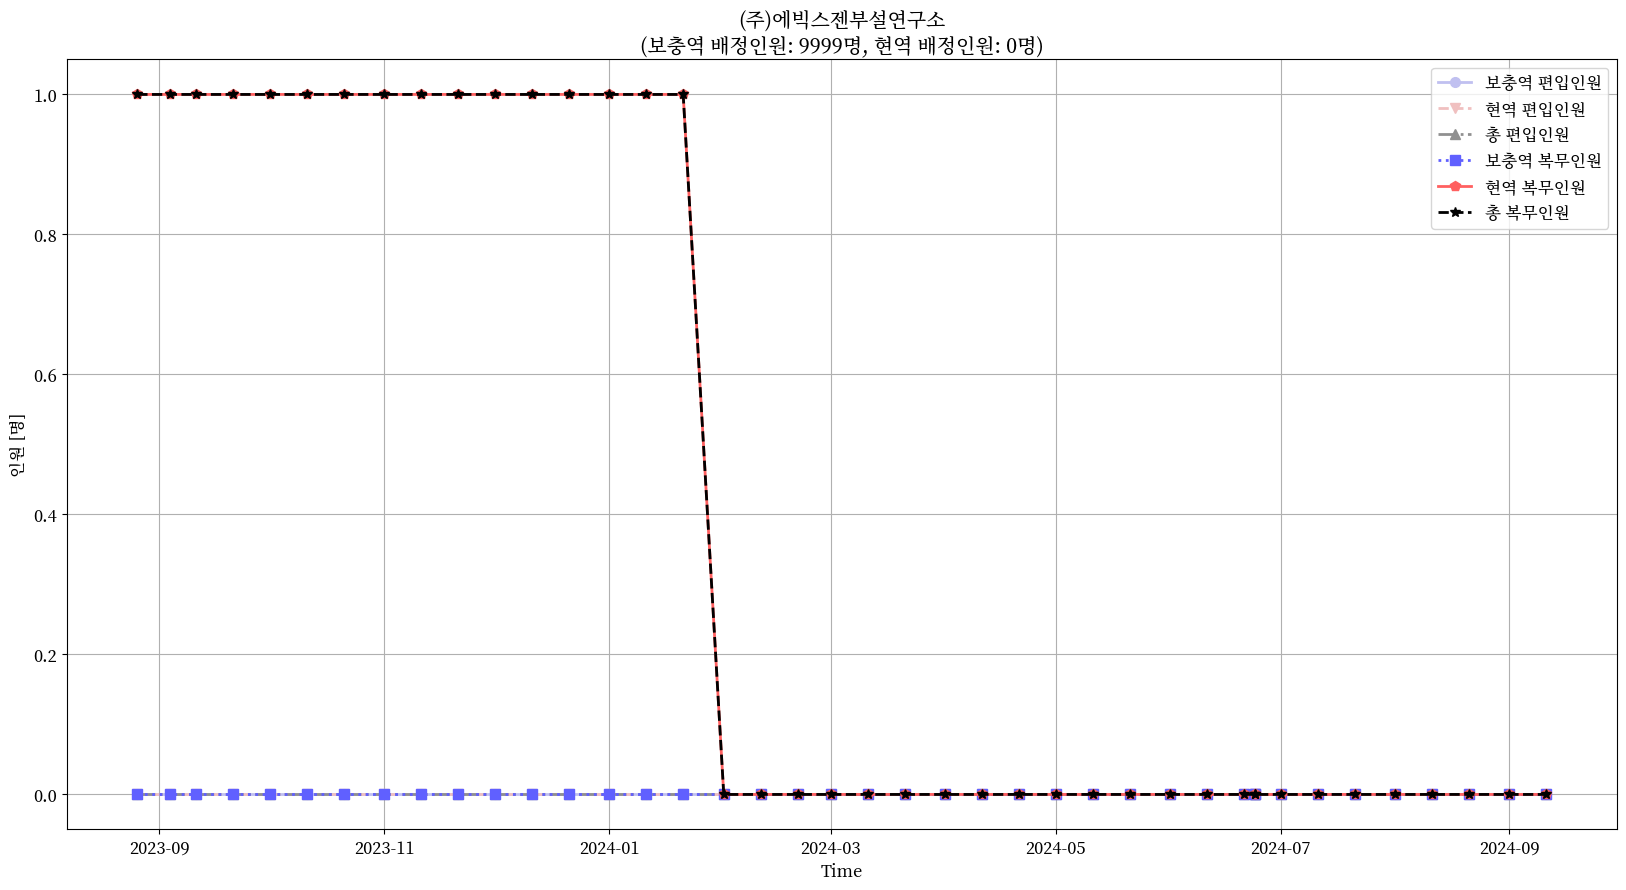 (주)에빅스젠부설연구소
(보충역 배정인원: 9999명, 현역 배정인원: 0명)
보충역 편입인원
현역 편입인원
총 편입인원
보충역 복무인원
현역 복무인원
총 복무인원
인원 [명]
1.0
0.8
0.6
0.4
0.2
0.0
2023-09 2023-11 2024-01 2024-03 2024-05 2024-07 2024-09
Time